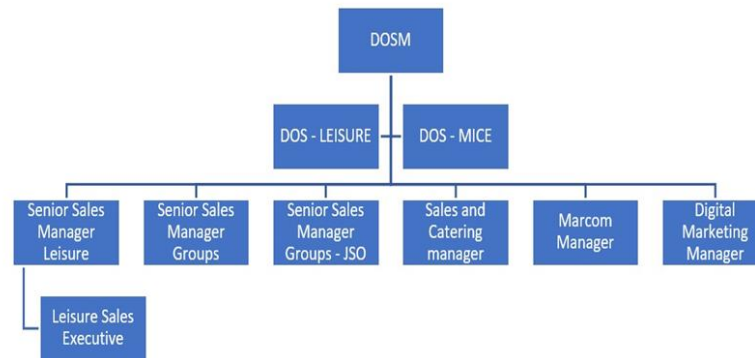 DOSM
DOS - LEISURE
DOS - MICE
Senior Sales
Manager
Leisure
Senior Sales
Manager
Groups
Senior Sales
Manager
Groups - JSO
Sales and
Catering
manager
Marcom
Manager
Digital
Marketing
Manager
Leisure Sales
Executive